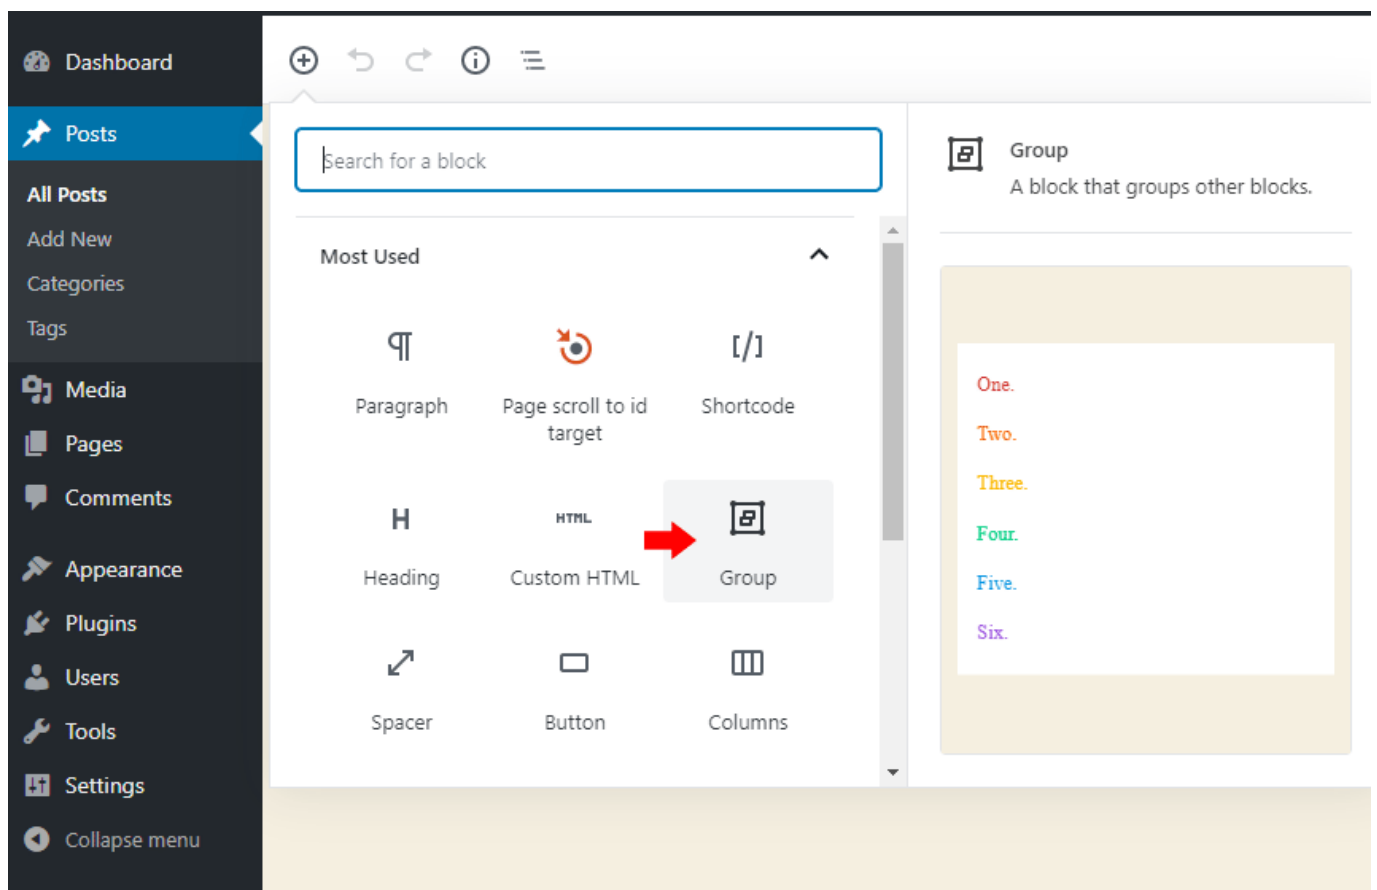 Dashboard
Posts
All Posts
Add New
Categories
Tags
Media
Pages
Comments
Appearance
Plugins
Users
Tools
Settings
Collapse menu
Search for a block
Most Used
Paragraph
Page scroll to id
target
[/]
Shortcode
H
Heading
HTML
Custom HTML
Group
Spacer
Button
Columns
Group
A block that groups other blocks.
One.
Two.
Three.
Four.
Five.
Six.